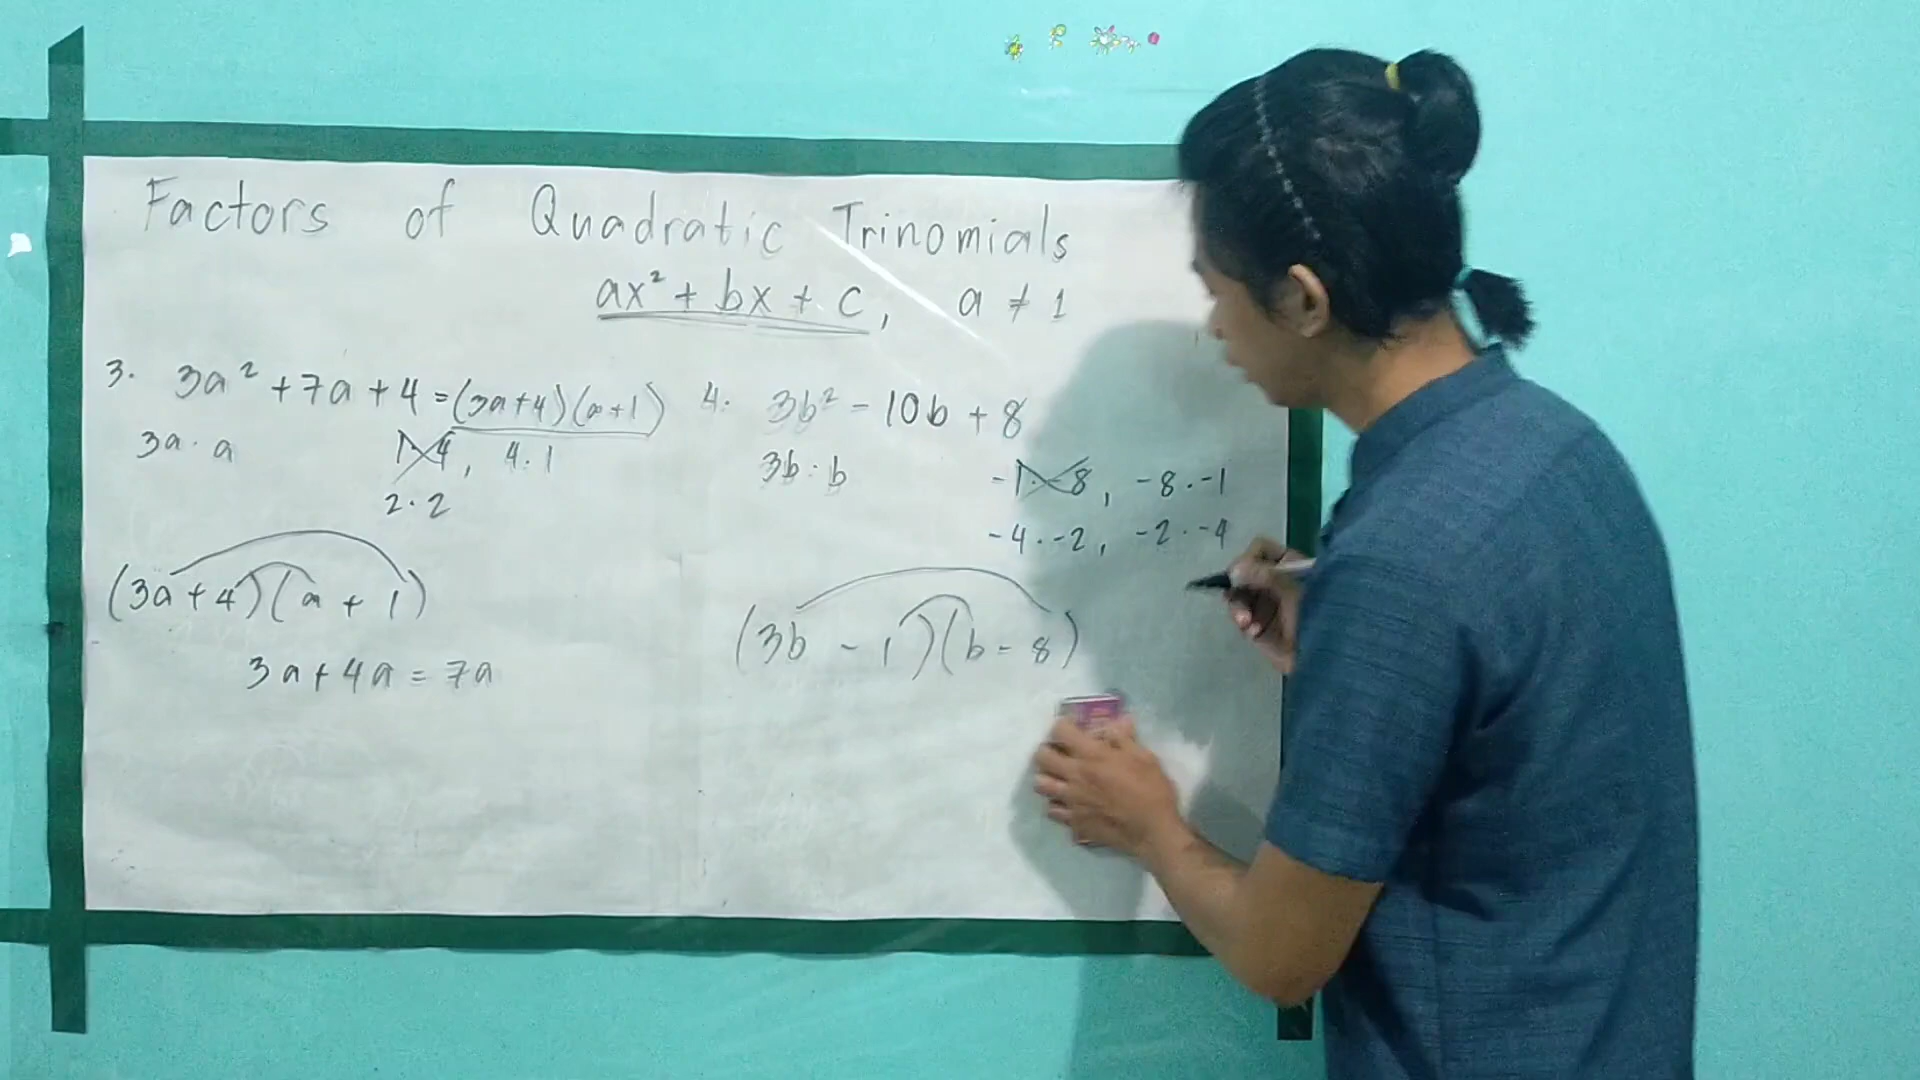 Factors of Quadratic Trinomials
ax² + bx + c, a ≠ 1
3. 3a² + 7a + 4 = (3a+4)(a+1)
3a · a
1·4, 4·1
2·2
(3a+4)(a + 1)
3a + 4a = 7a
4. 3b² - 10b + 8
3b · b
-1·-8, -8·-1
-4·-2, -2·-4
(3b - 1)(b - 8)